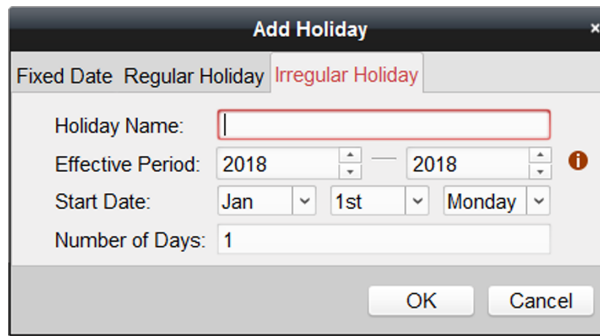 Add Holiday ×
Fixed Date Regular Holiday Irregular Holiday
Holiday Name:
Effective Period: 2018 — 2018
Start Date: Jan 1st Monday
Number of Days: 1
OK Cancel